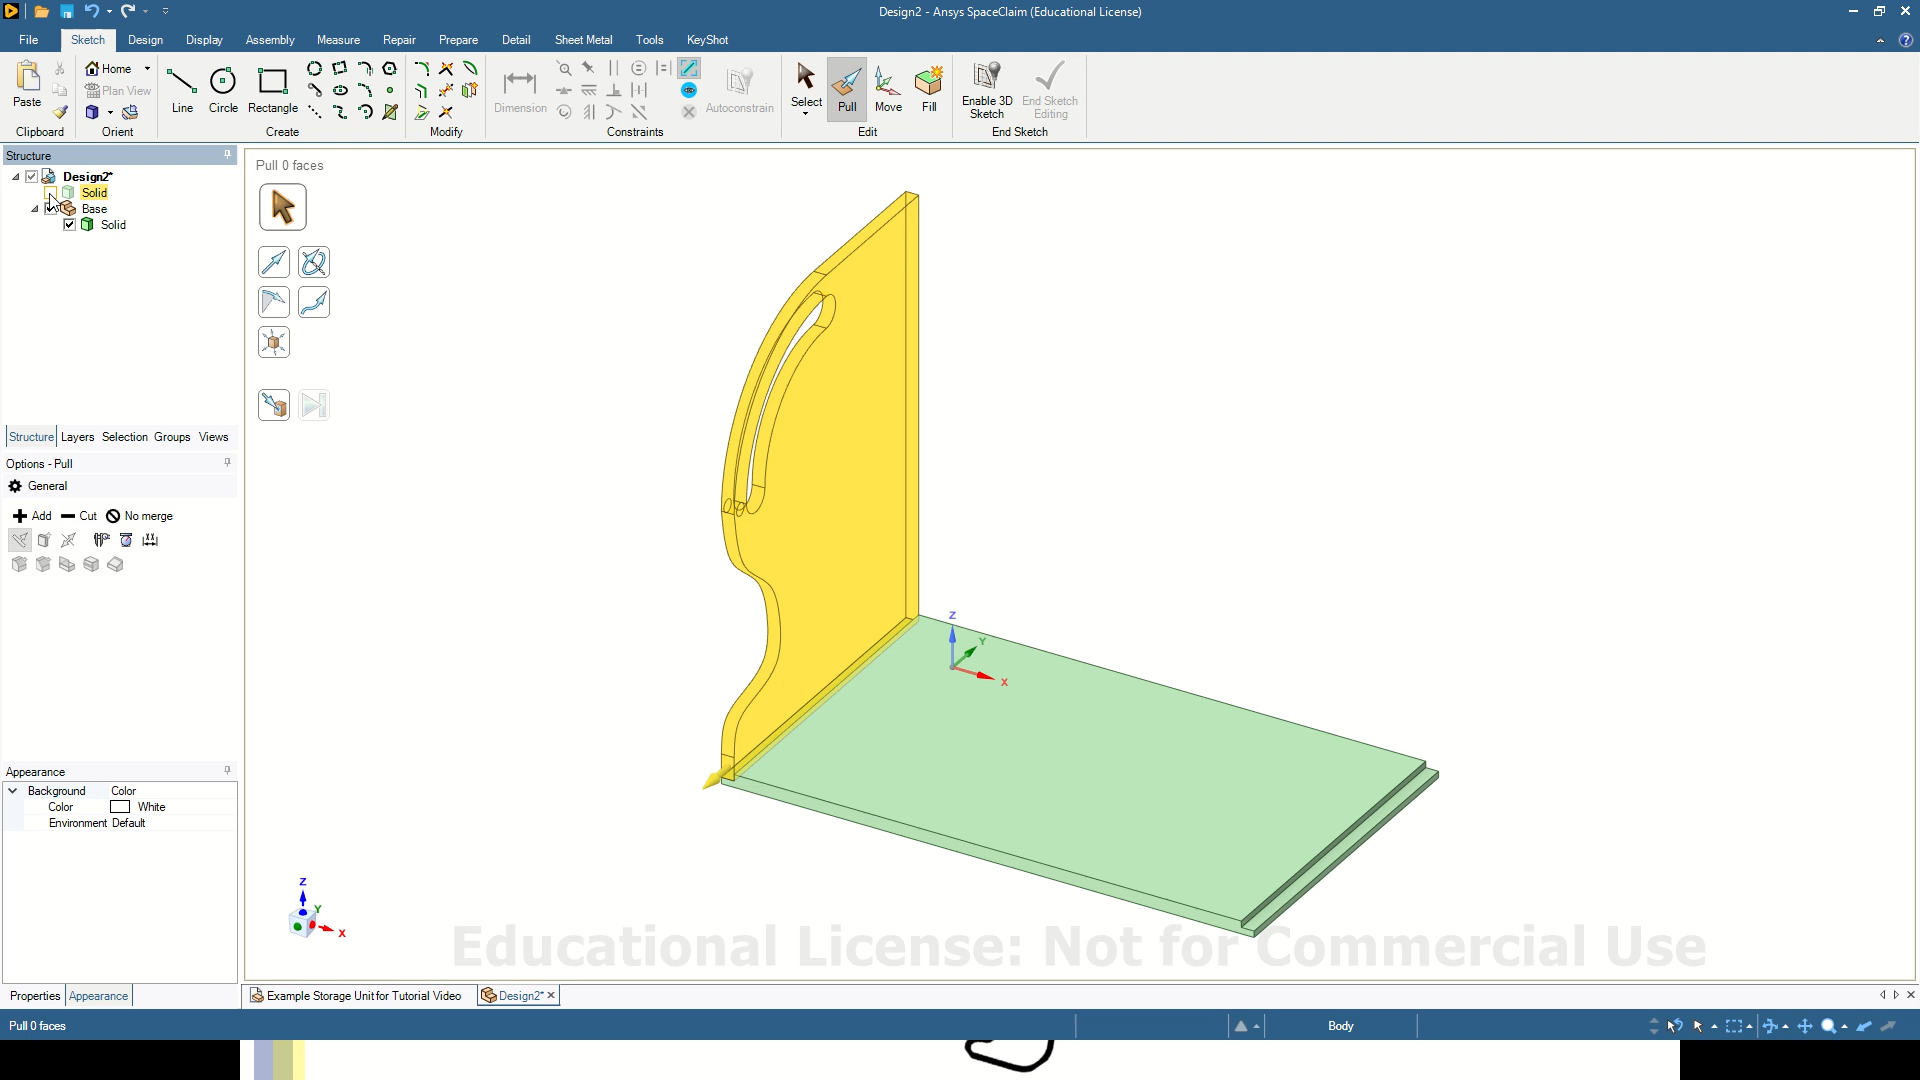 Design2 - Ansys SpaceClaim (Educational License)
File Sketch Design Display Assembly Measure Repair Prepare Detail Sheet Metal Tools KeyShot
Paste
Clipboard
Home
Plan View
Orient
Line Circle Rectangle
Create
Modify
Dimension
Autoconstrain
Constraints
Select Pull Move Fill
Edit
Enable 3D Sketch
End Sketch Editing
End Sketch
Structure
Design2*
Solid
Base
Solid
Structure Layers Selection Groups Views
Options - Pull
General
Add Cut No merge
Appearance
Background Color
Color White
Environment Default
Properties Appearance
Pull 0 faces
Z
Y
X
Z
Y
X
Educational License: Not for Commercial Use
Example Storage Unit for Tutorial Video Design2*
Pull 0 faces
Body